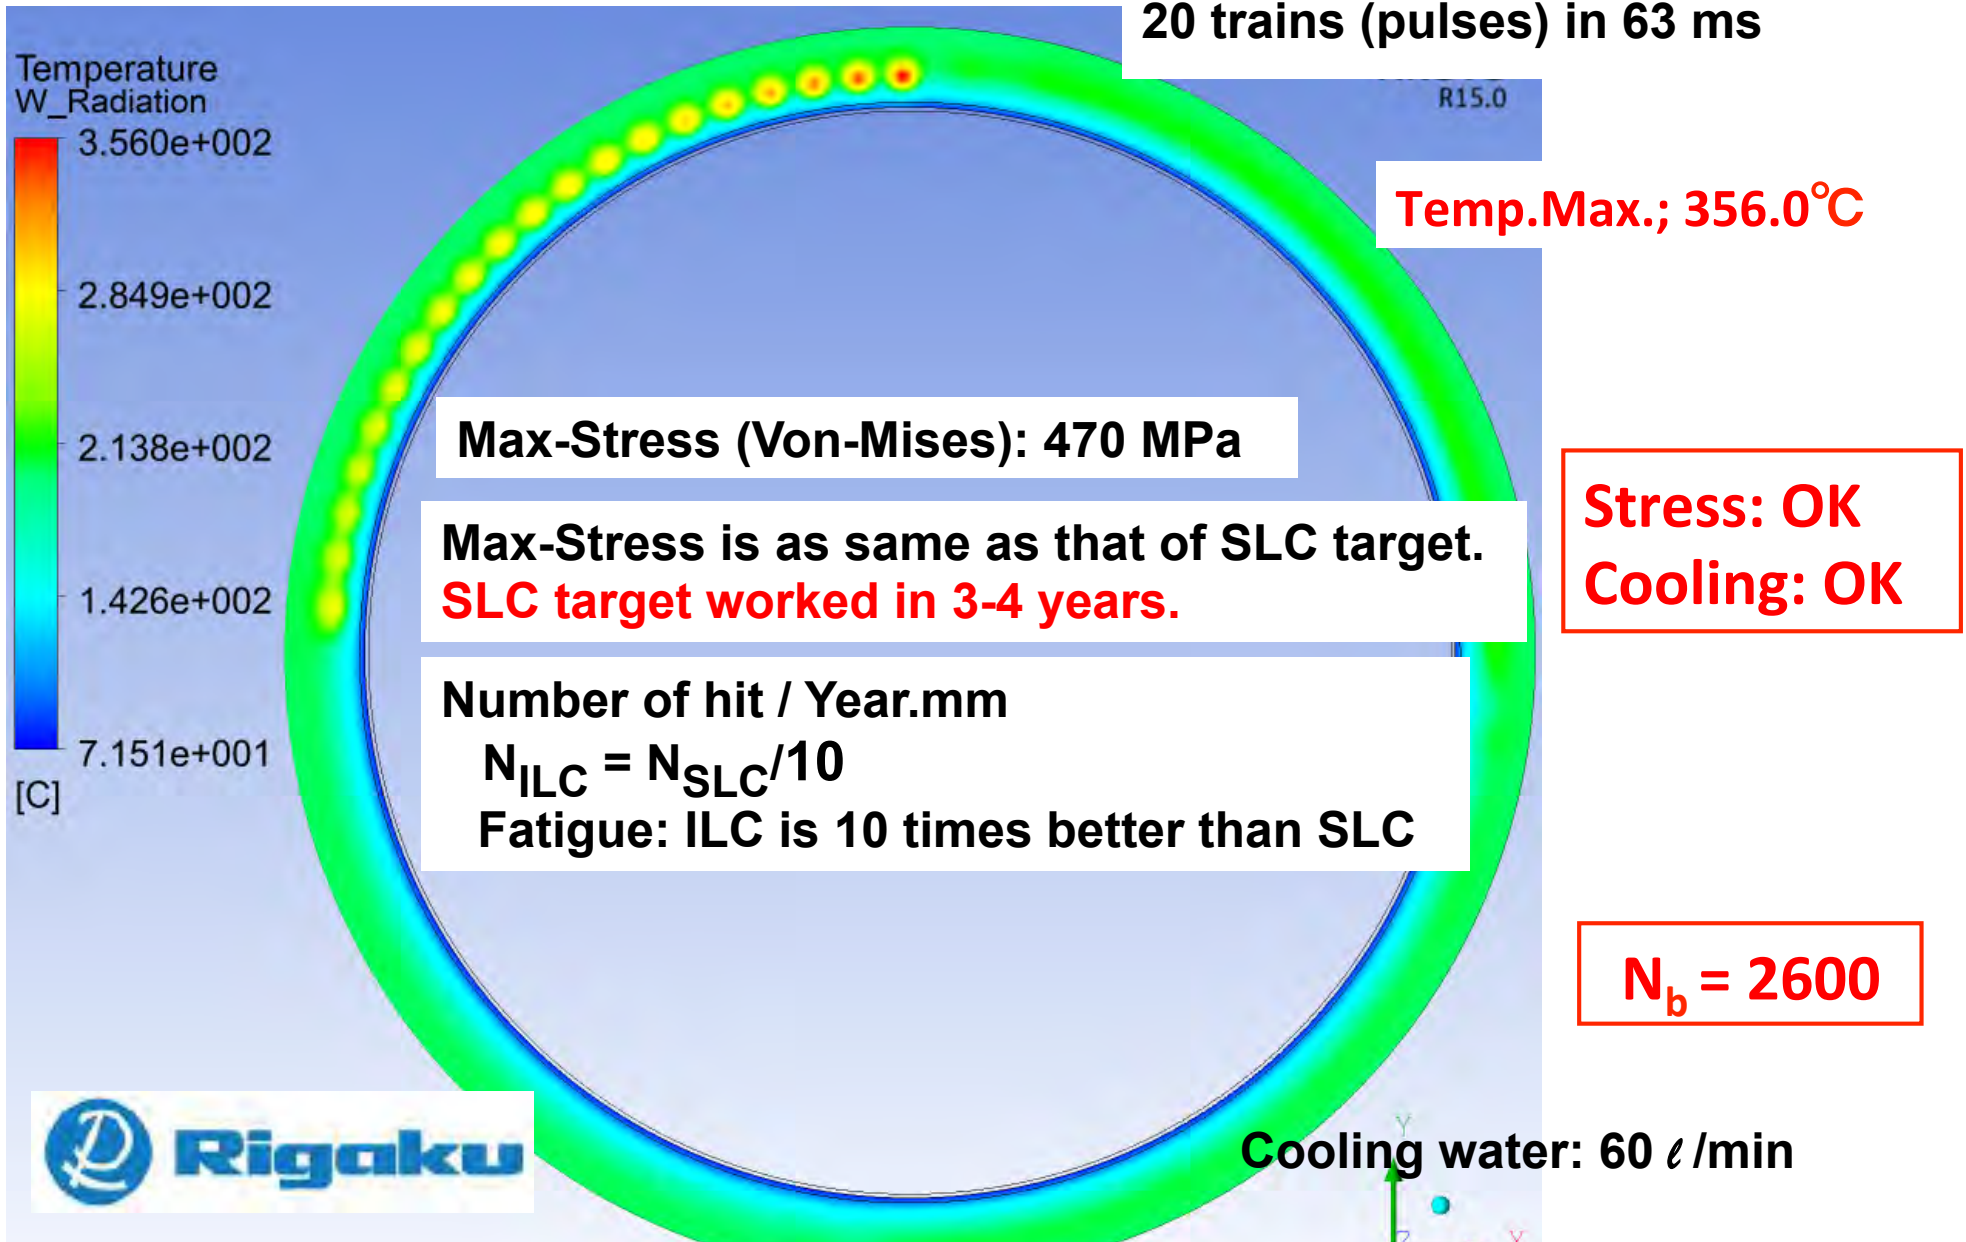 20 trains (pulses) in 63 ms
Temperature
W_Radiation
3.560e+002
2.849e+002
2.138e+002
1.426e+002
7.151e+001
[C]
R15.0
Temp.Max.; 356.0℃
Max-Stress (Von-Mises): 470 MPa
Max-Stress is as same as that of SLC target.
SLC target worked in 3-4 years.
Number of hit / Year.mm
N_ILC = N_SLC/10
Fatigue: ILC is 10 times better than SLC
Stress: OK
Cooling: OK
N_b = 2600
Rigaku
Y
Cooling water: 60 ℓ /min
Z
X